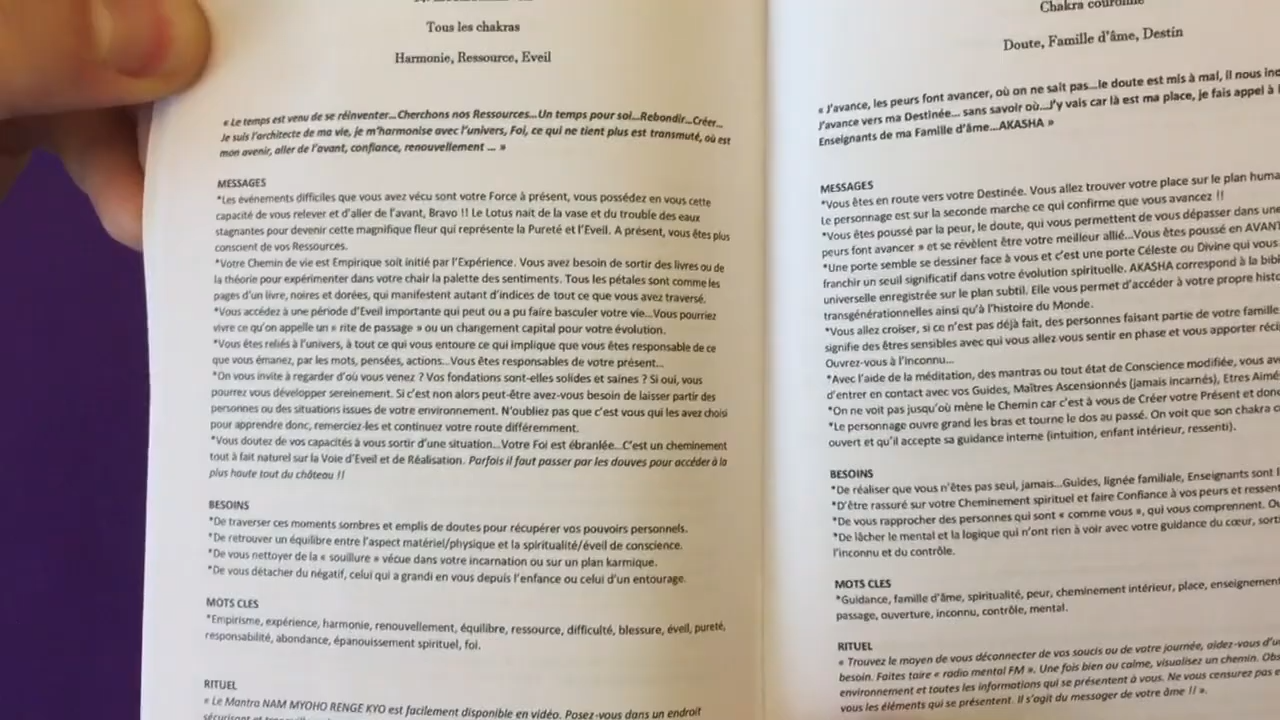 Tous les chakras
Harmonie, Ressource, Eveil
« Le temps est venu de se réinventer...Cherchons nos Ressources...Un temps pour soi...Rebondir...Créer...
Je suis l'architecte de ma vie, je m'harmonise avec l'univers, Foi, ce qui ne tient plus est transmuté, où est
mon avenir, aller de l'avant, confiance, renouvellement ... »
MESSAGES
*Les événements difficiles que vous avez vécu sont votre Force à présent, vous possédez en vous cette
capacité de vous relever et d'aller de l'avant, Bravo !! Le Lotus nait de la vase et du trouble des eaux
stagnantes pour devenir cette magnifique fleur qui représente la Pureté et l'Eveil. A présent, vous êtes plus
conscient de vos Ressources.
*Votre Chemin de vie est Empirique soit initié par l'Expérience. Vous avez besoin de sortir des livres ou de
la théorie pour expérimenter dans votre chair la palette des sentiments. Tous les pétales sont comme les
pages d'un livre, noires et dorées, qui manifestent autant d'indices de tout ce que vous avez traversé.
*Vous accédez à une période d'Eveil importante qui peut ou a pu faire basculer votre vie...Vous pourriez
vivre ce qu'on appelle un « rite de passage » ou un changement capital pour votre évolution.
*Vous êtes reliés à l'univers, à tout ce qui vous entoure ce qui implique que vous êtes responsable de ce
que vous émanez, par les mots, pensées, actions...Vous êtes responsables de votre présent...
*On vous invite à regarder d'où vous venez ? Vos fondations sont-elles solides et saines ? Si oui, vous
pourrez vous développer sereinement. Si c'est non alors peut-être avez-vous besoin de laisser partir des
personnes ou des situations issues de votre environement. N'oubliez pas que c'est vous qui les avez choisi
pour apprendre donc, remerciez-les et continuez votre route différemment.
*Vous doutez de vos capacités à vous sortir d'une situation...Votre Foi est ébranlée...C'est un cheminement
tout à fait naturel sur la Voie d'Eveil et de Réalisation. Parfois il faut passer par les douves pour accéder à la
plus haute tout du château !!
BESOINS
*De traverser ces moments sombres et emplis de doutes pour récupérer vos pouvoirs personnels.
*De retrouver un équilibre entre l'aspect matériel/physique et la spiritualité/éveil de conscience.
*De vous nettoyer de la « souillure » vécue dans votre incarnation ou sur un plan karmique.
*De vous détacher du négatif, celui qui a grandi en vous depuis l'enfance ou celui d'un entourage.
MOTS CLES
*Empirisme, expérience, harmonie, renouvellement, équilibre, ressource, difficulté, blessure, éveil, pureté,
responsabilité, abondance, épanouissement spirituel, foi.
RITUEL
« Le Mantra NAM MYOHO RENGE KYO est facilement disponible en vidéo. Posez-vous dans un endroit
Chakra couronne
Doute, Famille d'âme, Destin
« J'avance, les peurs font avancer, où on ne sait pas...le doute est mis à mal, il nous
J'avance vers ma Destinée... sans savoir où...J'y vais car là est ma place, je fais appel à
Enseignants de ma Famille d'âme...AKASHA »
MESSAGES
*Vous êtes en route vers votre Destinée. Vous allez trouver votre place sur le plan
Le personnage est sur la seconde marche ce qui confirme que vous avancez !!
*Vous êtes poussé par la peur, le doute, qui vous permettent de vous dépasser dans
peurs font avancer » et se révèlent être votre meilleur allié...Vous êtes poussé en
*Une porte semble se dessiner face à vous et c'est une porte Céleste ou Divine qui
franchir un seuil significatif dans votre évolution spirituelle. AKASHA correspond à la
universelle enregistrée sur le plan subtil. Elle vous permet d'accéder à votre propre
transgénérationnelles ainsi qu'à l'histoire du Monde.
*Vous allez croiser, si ce n'est pas déjà fait, des personnes faisant partie de votre famille
signifie des êtres sensibles avec qui vous allez vous sentir en phase et vous apporter
Ouvrez-vous à l'inconnu...
*Avec l'aide de la méditation, des mantras ou tout état de Conscience modifiée, vous
d'entrer en contact avec vos Guides, Maîtres Ascensionnés (jamais incarnés), Etres
*On ne voit pas jusqu'où mène le Chemin car c'est à vous de Créer votre Présent et
*Le personnage ouvre grand les bras et tourne le dos au passé. On voit que son chakra
ouvert et qu'il accepte sa guidance interne (intuition, enfant intérieur, ressenti).
BESOINS
*De réaliser que vous n'êtes pas seul, jamais...Guides, lignée familiale, Enseignants sont
*D'être rassuré sur votre Cheminement spirituel et faire Confiance à vos peurs et
*De vous rapprocher des personnes qui sont « comme vous », qui vous comprennent.
*De lâcher le mental et la logique qui n'ont rien à voir avec votre guidance du cœur,
l'inconnu et du contrôle.
MOTS CLES
*Guidance, famille d'âme, spiritualité, peur, cheminement intérieur, place, enseignement
passage, ouverture, inconnu, contrôle, mental.
RITUEL
« Trouvez le moyen de vous déconnecter de vos soucis ou de votre journée, aidez-vous
besoin. Faites taire « radio mental FM ». Une fois bien au calme, visualisez un chemin.
environnement et toutes les informations qui se présentent à vous. Ne vous censurez pas
vous les éléments qui se présentent. Il s'agit du messager de votre âme !! ».